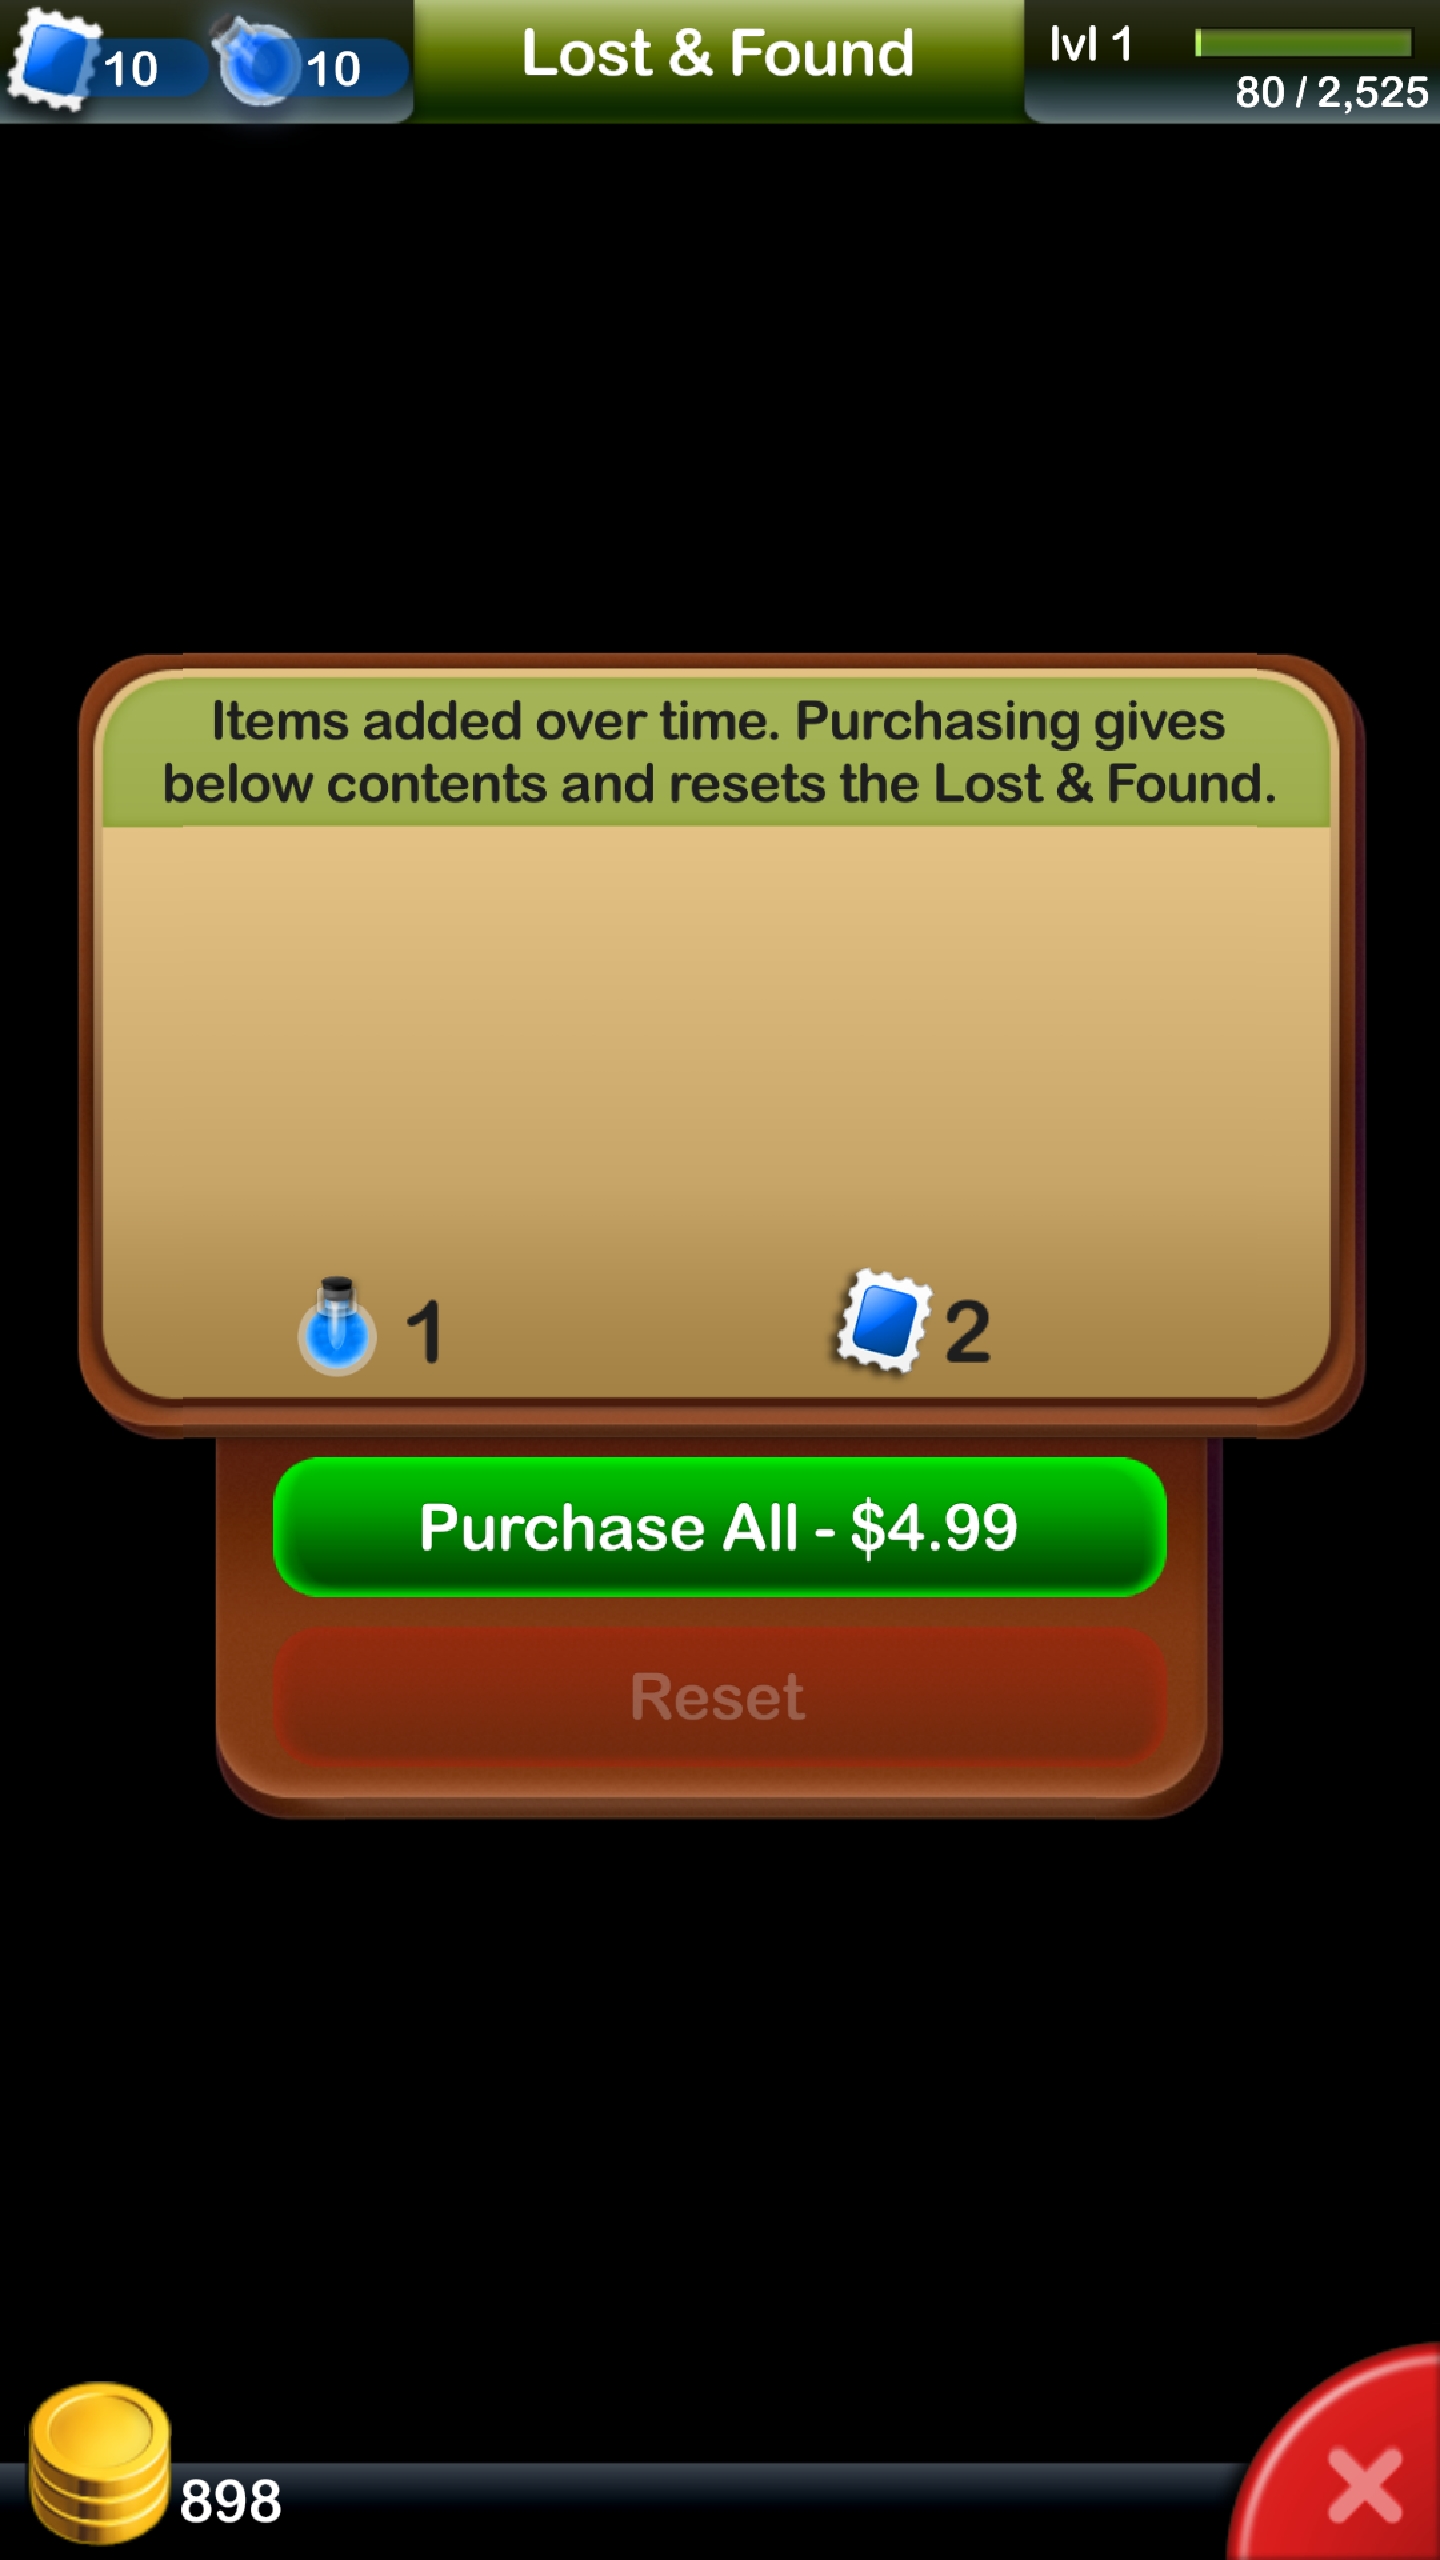 10
10
Lost & Found
lvl 1
80 / 2,525
Items added over time. Purchasing gives
below contents and resets the Lost & Found.
1
2
Purchase All - $4.99
Reset
898